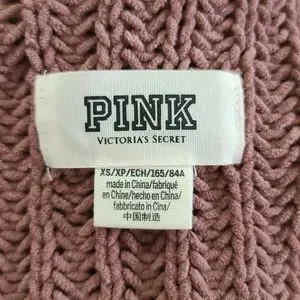 PINK
VICTORIA'S SECRET
XS/XP/ECH/165/84A
made in China/fabriqué
en Chine/hecho en China/
fabbricato in Cina/
中国制造